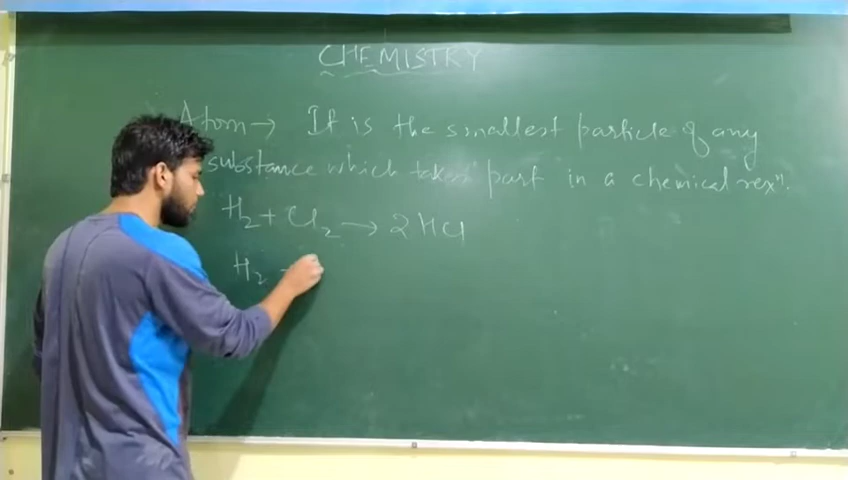 CHEMISTRY
Atom → It is the smallest particle of any
substance which takes part in a chemical rexⁿ.
H₂ + Cl₂ → 2HCl
H₂ -